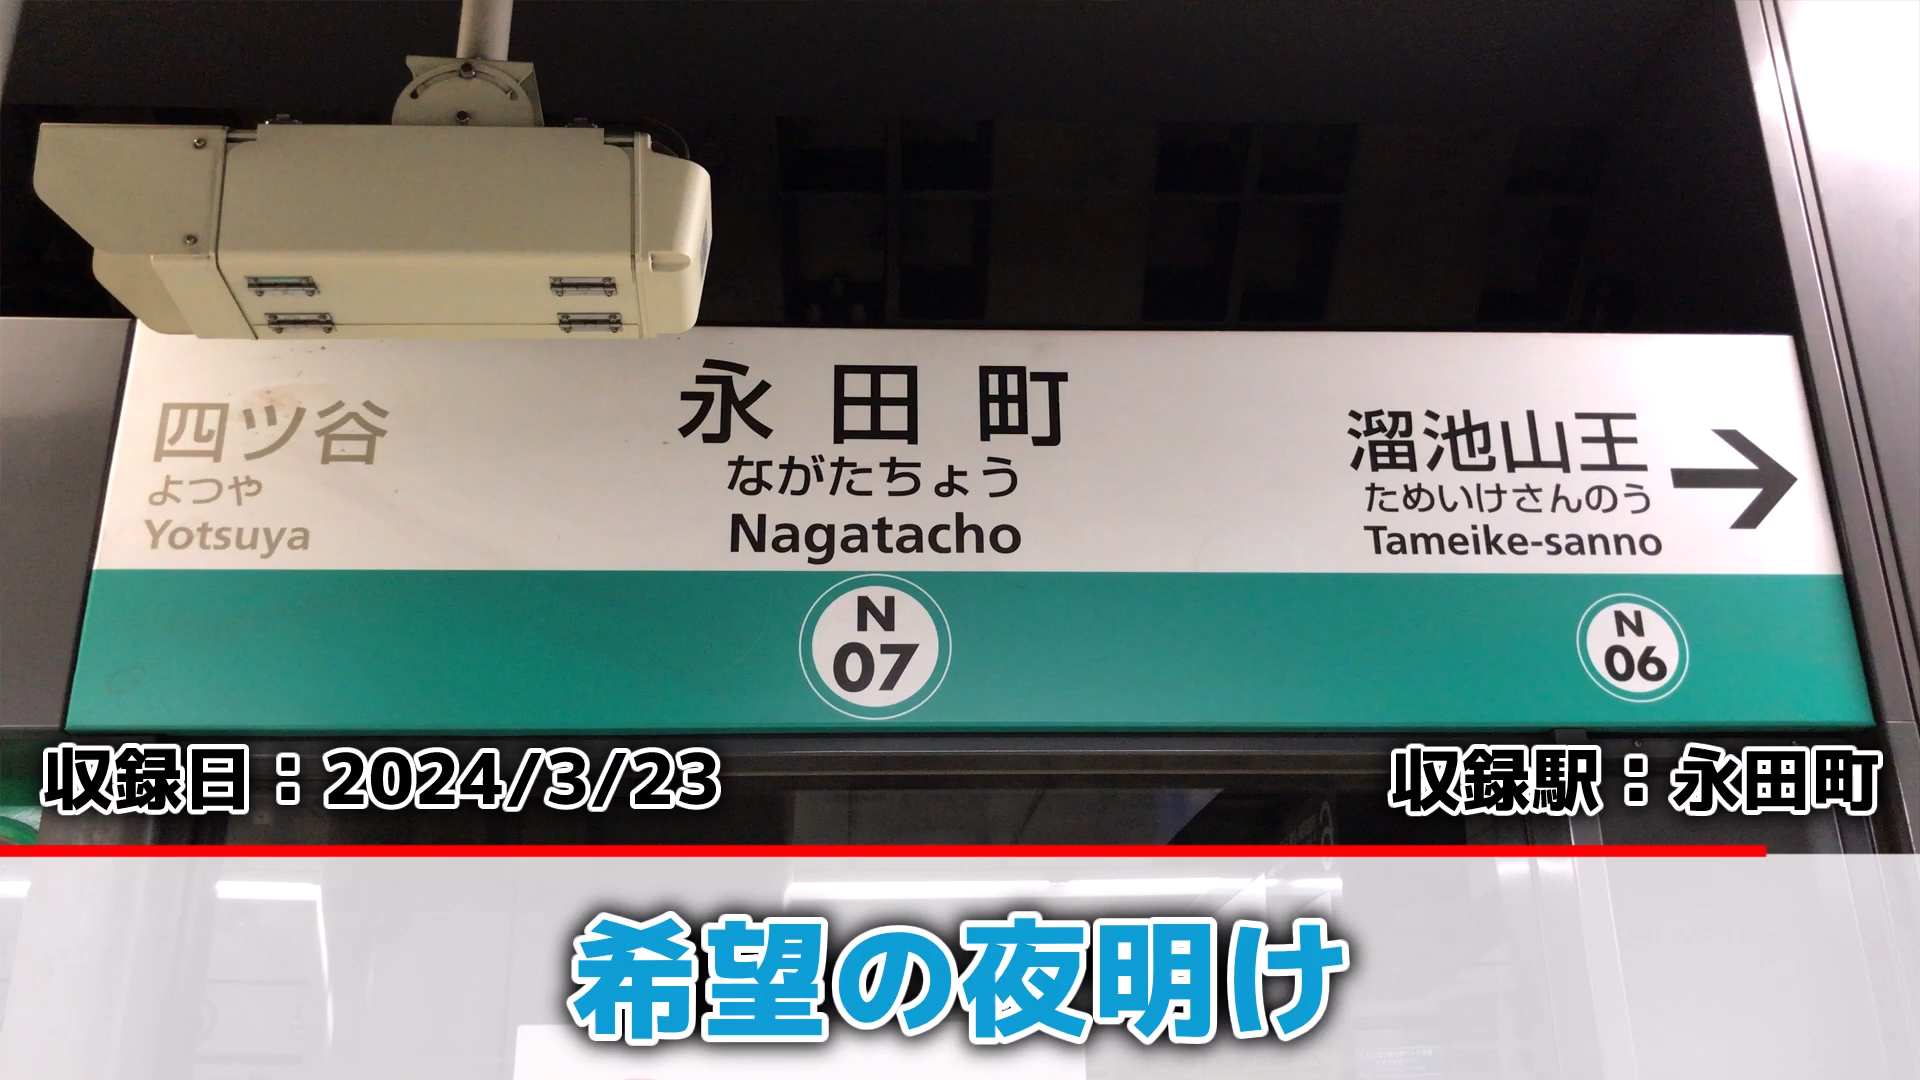 四ツ谷
よつや
Yotsuya
永田町
ながたちょう
Nagatacho
溜池山王
ためいけさんのう
Tameike-sanno
N
07
N
06
収録日：2024/3/23
収録駅：永田町
希望の夜明け